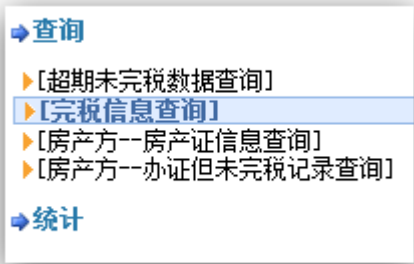 查询
[超期未完税数据查询]
[完税信息查询]
[房产方--房产证信息查询]
[房产方--办证但未完税记录查询]
统计